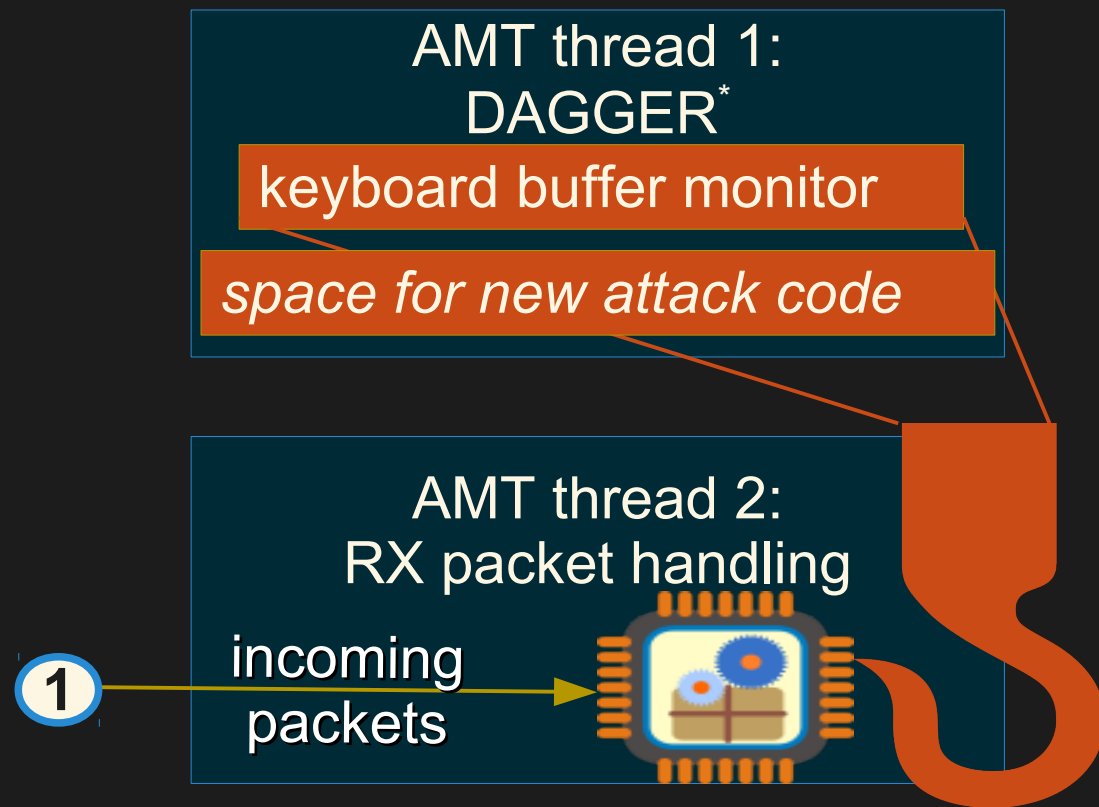 AMT thread 1:
DAGGER*
keyboard buffer monitor
space for new attack code
AMT thread 2:
RX packet handling
incoming
packets
1